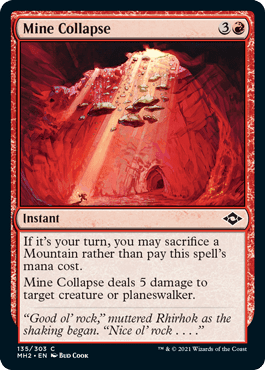 Mine Collapse 3
Instant
If it's your turn, you may sacrifice a
Mountain rather than pay this spell's
mana cost.
Mine Collapse deals 5 damage to
target creature or planeswalker.
"Good ol' rock," muttered Rhirhok as
the shaking began. "Nice ol' rock . . . ."
135/303 C
MH2 • EN Bud Cook
™ & © 2021 Wizards of the Coast